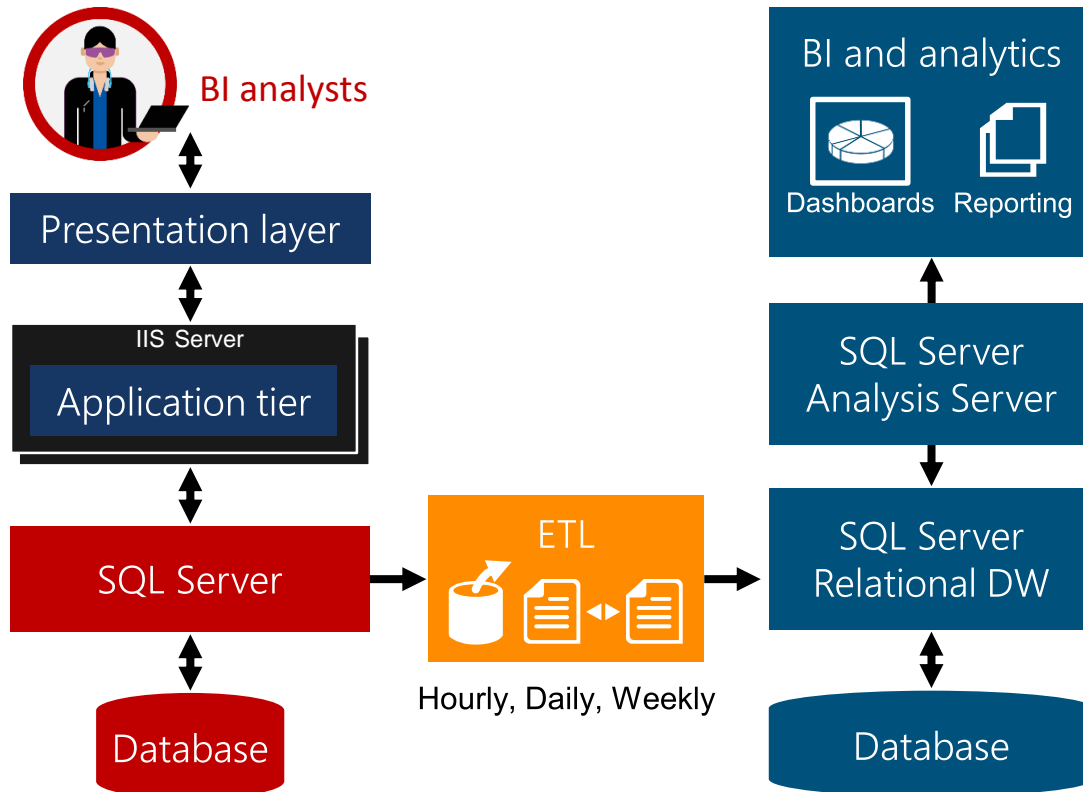 BI analysts
Presentation layer
IIS Server
Application tier
SQL Server
Database
ETL
Hourly, Daily, Weekly
BI and analytics
Dashboards
Reporting
SQL Server
Analysis Server
SQL Server
Relational DW
Database